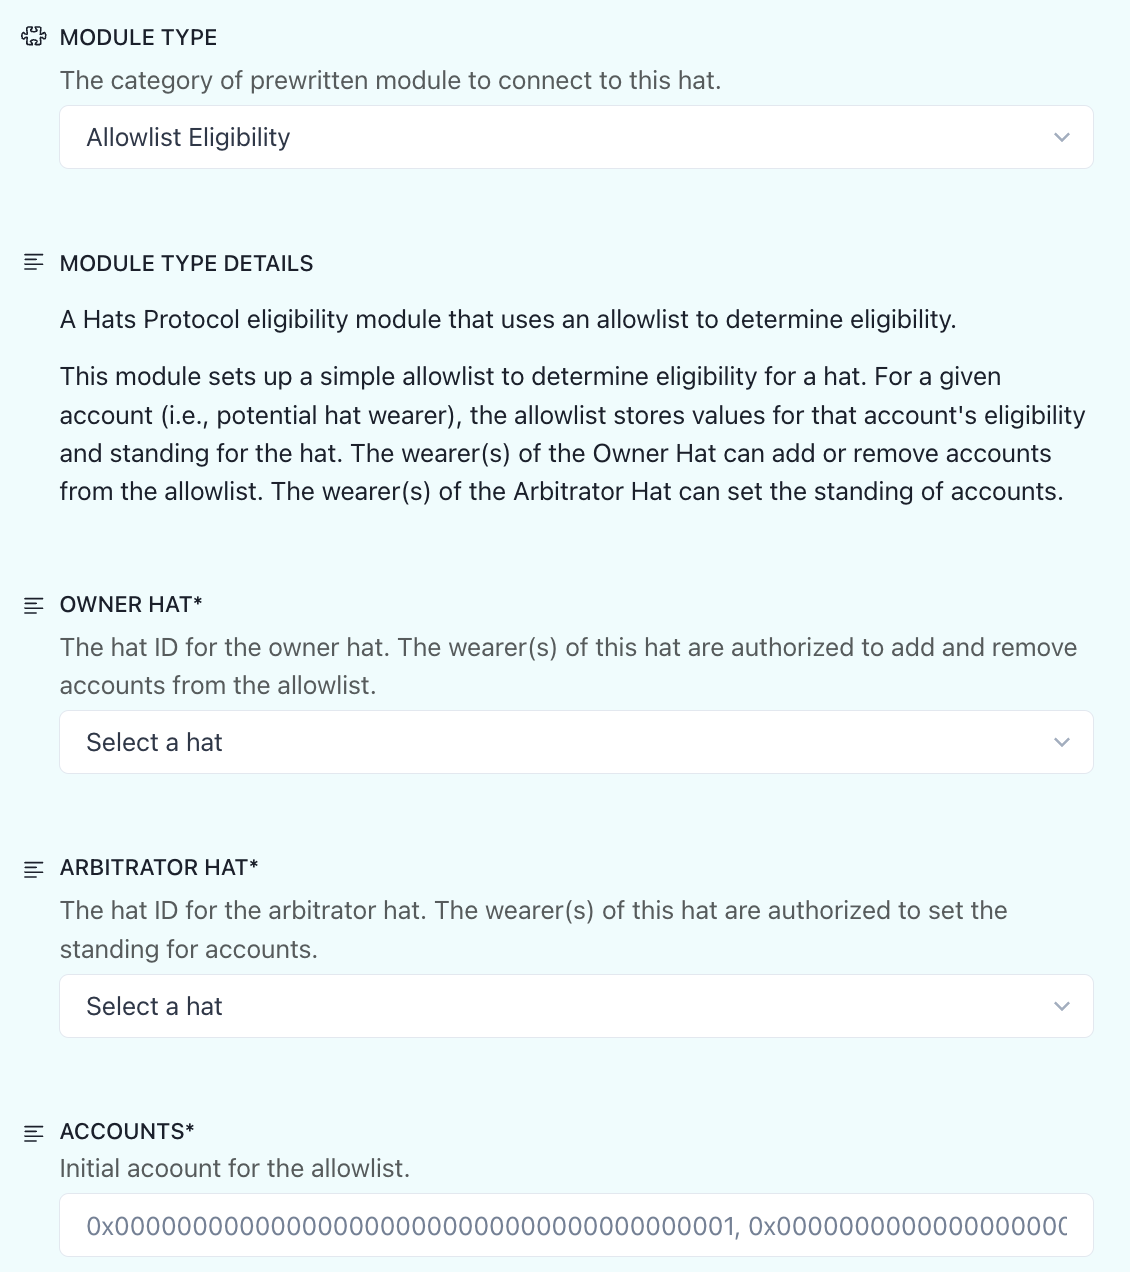 MODULE TYPE
The category of prewritten module to connect to this hat.
Allowlist Eligibility
MODULE TYPE DETAILS
A Hats Protocol eligibility module that uses an allowlist to determine eligibility.
This module sets up a simple allowlist to determine eligibility for a hat. For a given
account (i.e., potential hat wearer), the allowlist stores values for that account's eligibility
and standing for the hat. The wearer(s) of the Owner Hat can add or remove accounts
from the allowlist. The wearer(s) of the Arbitrator Hat can set the standing of accounts.
OWNER HAT*
The hat ID for the owner hat. The wearer(s) of this hat are authorized to add and remove
accounts from the allowlist.
Select a hat
ARBITRATOR HAT*
The hat ID for the arbitrator hat. The wearer(s) of this hat are authorized to set the
standing for accounts.
Select a hat
ACCOUNTS*
Initial acoount for the allowlist.
0x0000000000000000000000000000000000000001, 0x0000000000000000000